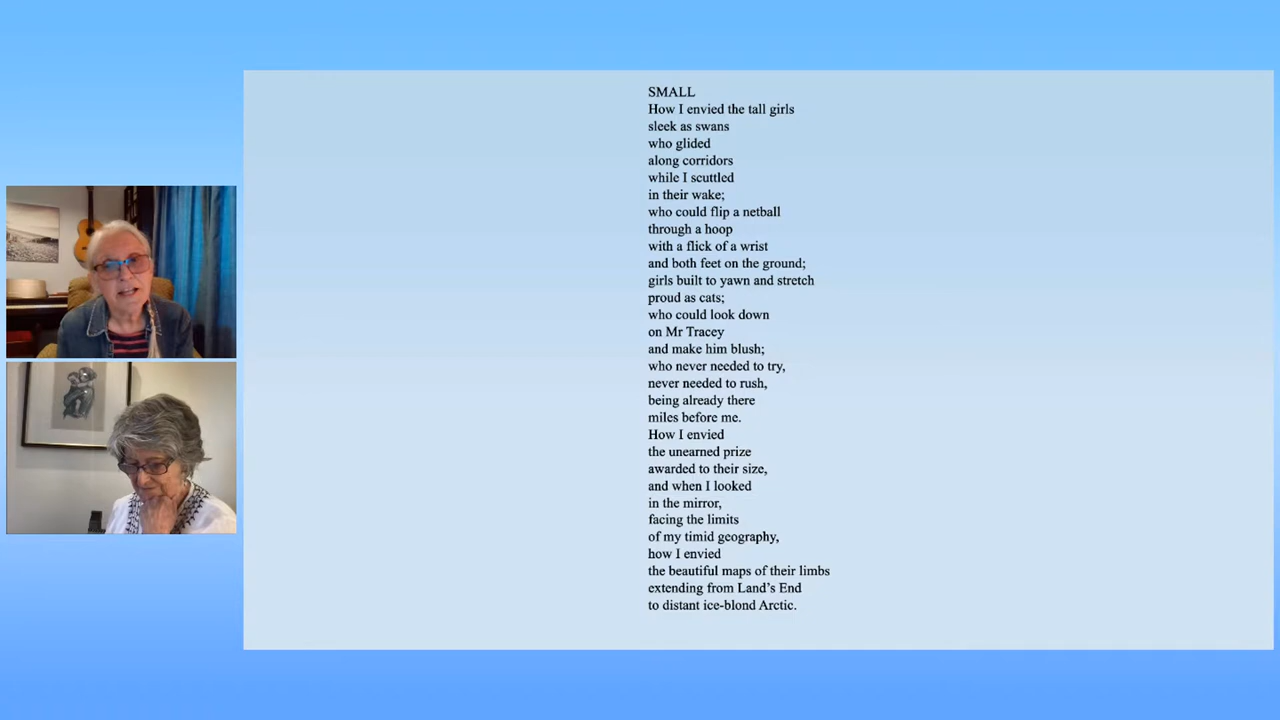 SMALL
How I envied the tall girls
sleek as swans
who glided
along corridors
while I scuttled
in their wake;
who could flip a netball
through a hoop
with a flick of a wrist
and both feet on the ground;
girls built to yawn and stretch
proud as cats;
who could look down
on Mr Tracey
and make him blush;
who never needed to try,
never needed to rush,
being already there
miles before me.
How I envied
the unearned prize
awarded to their size,
and when I looked
in the mirror,
facing the limits
of my timid geography,
how I envied
the beautiful maps of their limbs
extending from Land’s End
to distant ice-blond Arctic.